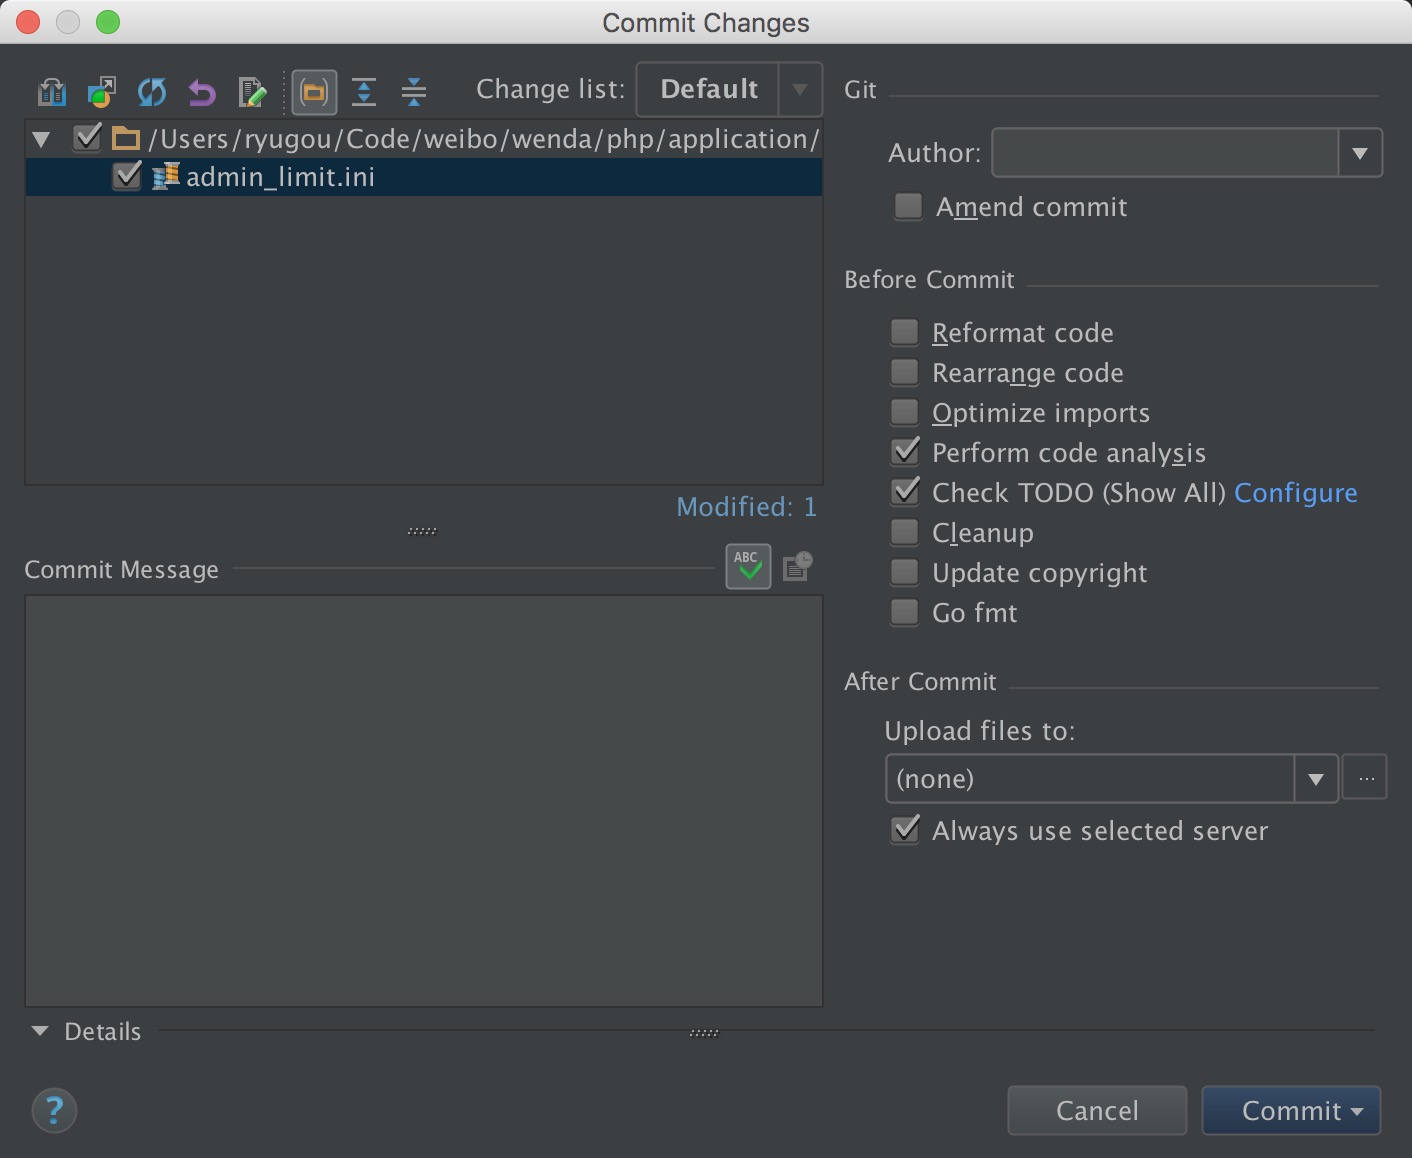 Commit Changes
Change list: Default
/Users/ryugou/Code/weibo/wenda/php/application/
admin_limit.ini
Modified: 1
Commit Message
ABC
Details
Git
Author:
Amend commit
Before Commit
Reformat code
Rearrange code
Optimize imports
Perform code analysis
Check TODO (Show All) Configure
Cleanup
Update copyright
Go fmt
After Commit
Upload files to:
(none)
...
Always use selected server
?
Cancel
Commit